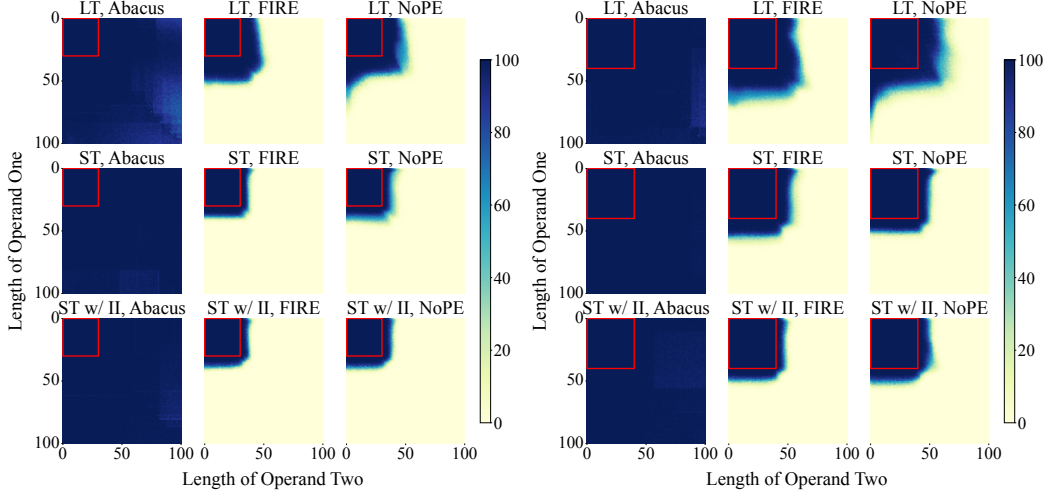 LT, Abacus LT, FIRE LT, NoPE
0
50
100
ST, Abacus ST, FIRE ST, NoPE
0
50
100
ST w/ II, Abacus ST w/ II, FIRE ST w/ II, NoPE
0
50
100
0 100 0 50 100 0 50 100
Length of Operand One
Length of Operand Two
100
80
60
40
20
0
LT, Abacus LT, FIRE LT, NoPE
0
50
100
ST, Abacus ST, FIRE ST, NoPE
0
50
100
ST w/ II, Abacus ST w/ II, FIRE ST w/ II, NoPE
0
50
100
0 100 0 50 100 0 50 100
Length of Operand One
Length of Operand Two
100
80
60
40
20
0